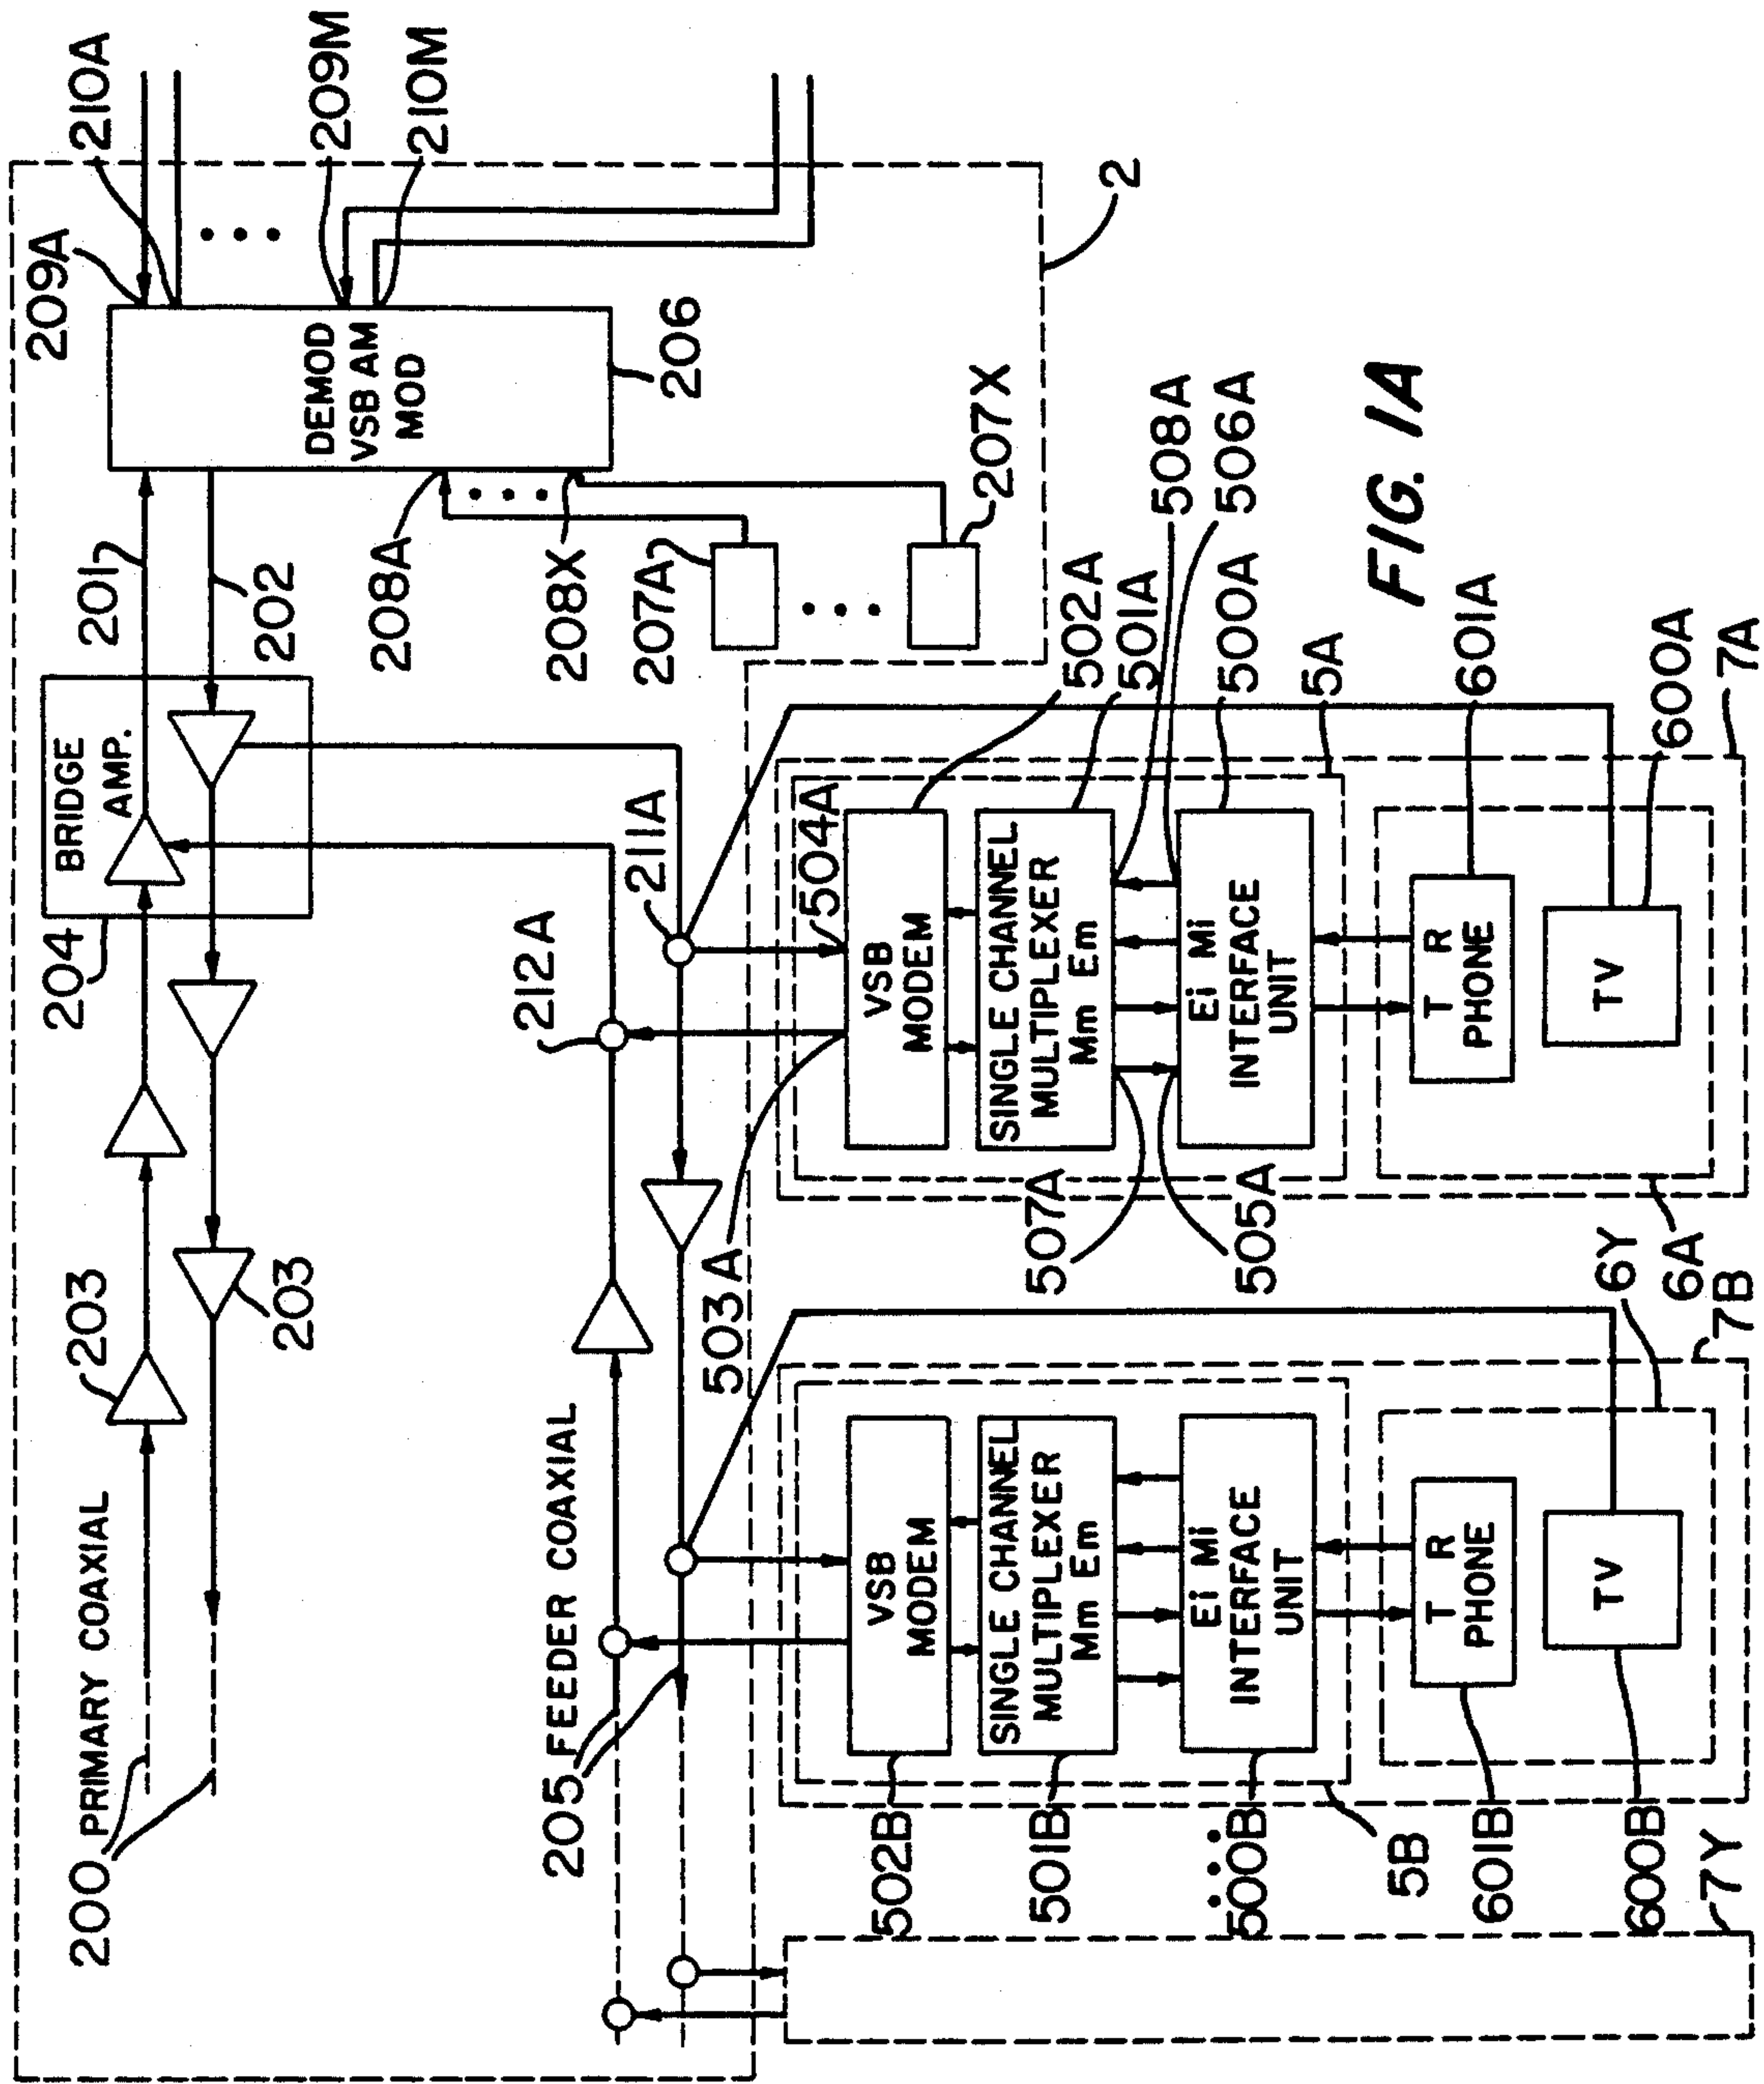 200 PRIMARY COAXIAL
203
203
204
BRIDGE
AMP.
201
202
209A
210A
209M
210M
DEMOD
VSB AM
MOD
206
208A
208X
207A
207X
2
205 FEEDER COAXIAL
212A
211A
503A
504A
VSB
MODEM
SINGLE CHANNEL
MULTIPLEXER
Mm Em
Ei Mi
INTERFACE
UNIT
T R
PHONE
TV
502A
501A
508A
506A
500A
5A
507A
505A
601A
600A
7A
6A
VSB
MODEM
SINGLE CHANNEL
MULTIPLEXER
Mm Em
Ei Mi
INTERFACE
UNIT
T R
PHONE
TV
502B
501B
500B
5B
601B
600B
6Y
7B
7Y
FIG. 1A